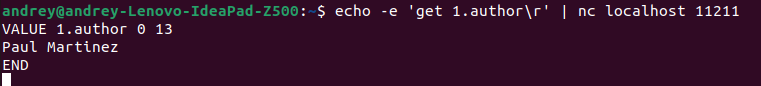 andrey@andrey-Lenovo-IdeaPad-Z500:~$ echo -e 'get 1.author\r' | nc localhost 11211
VALUE 1.author 0 13
Paul Martinez
END